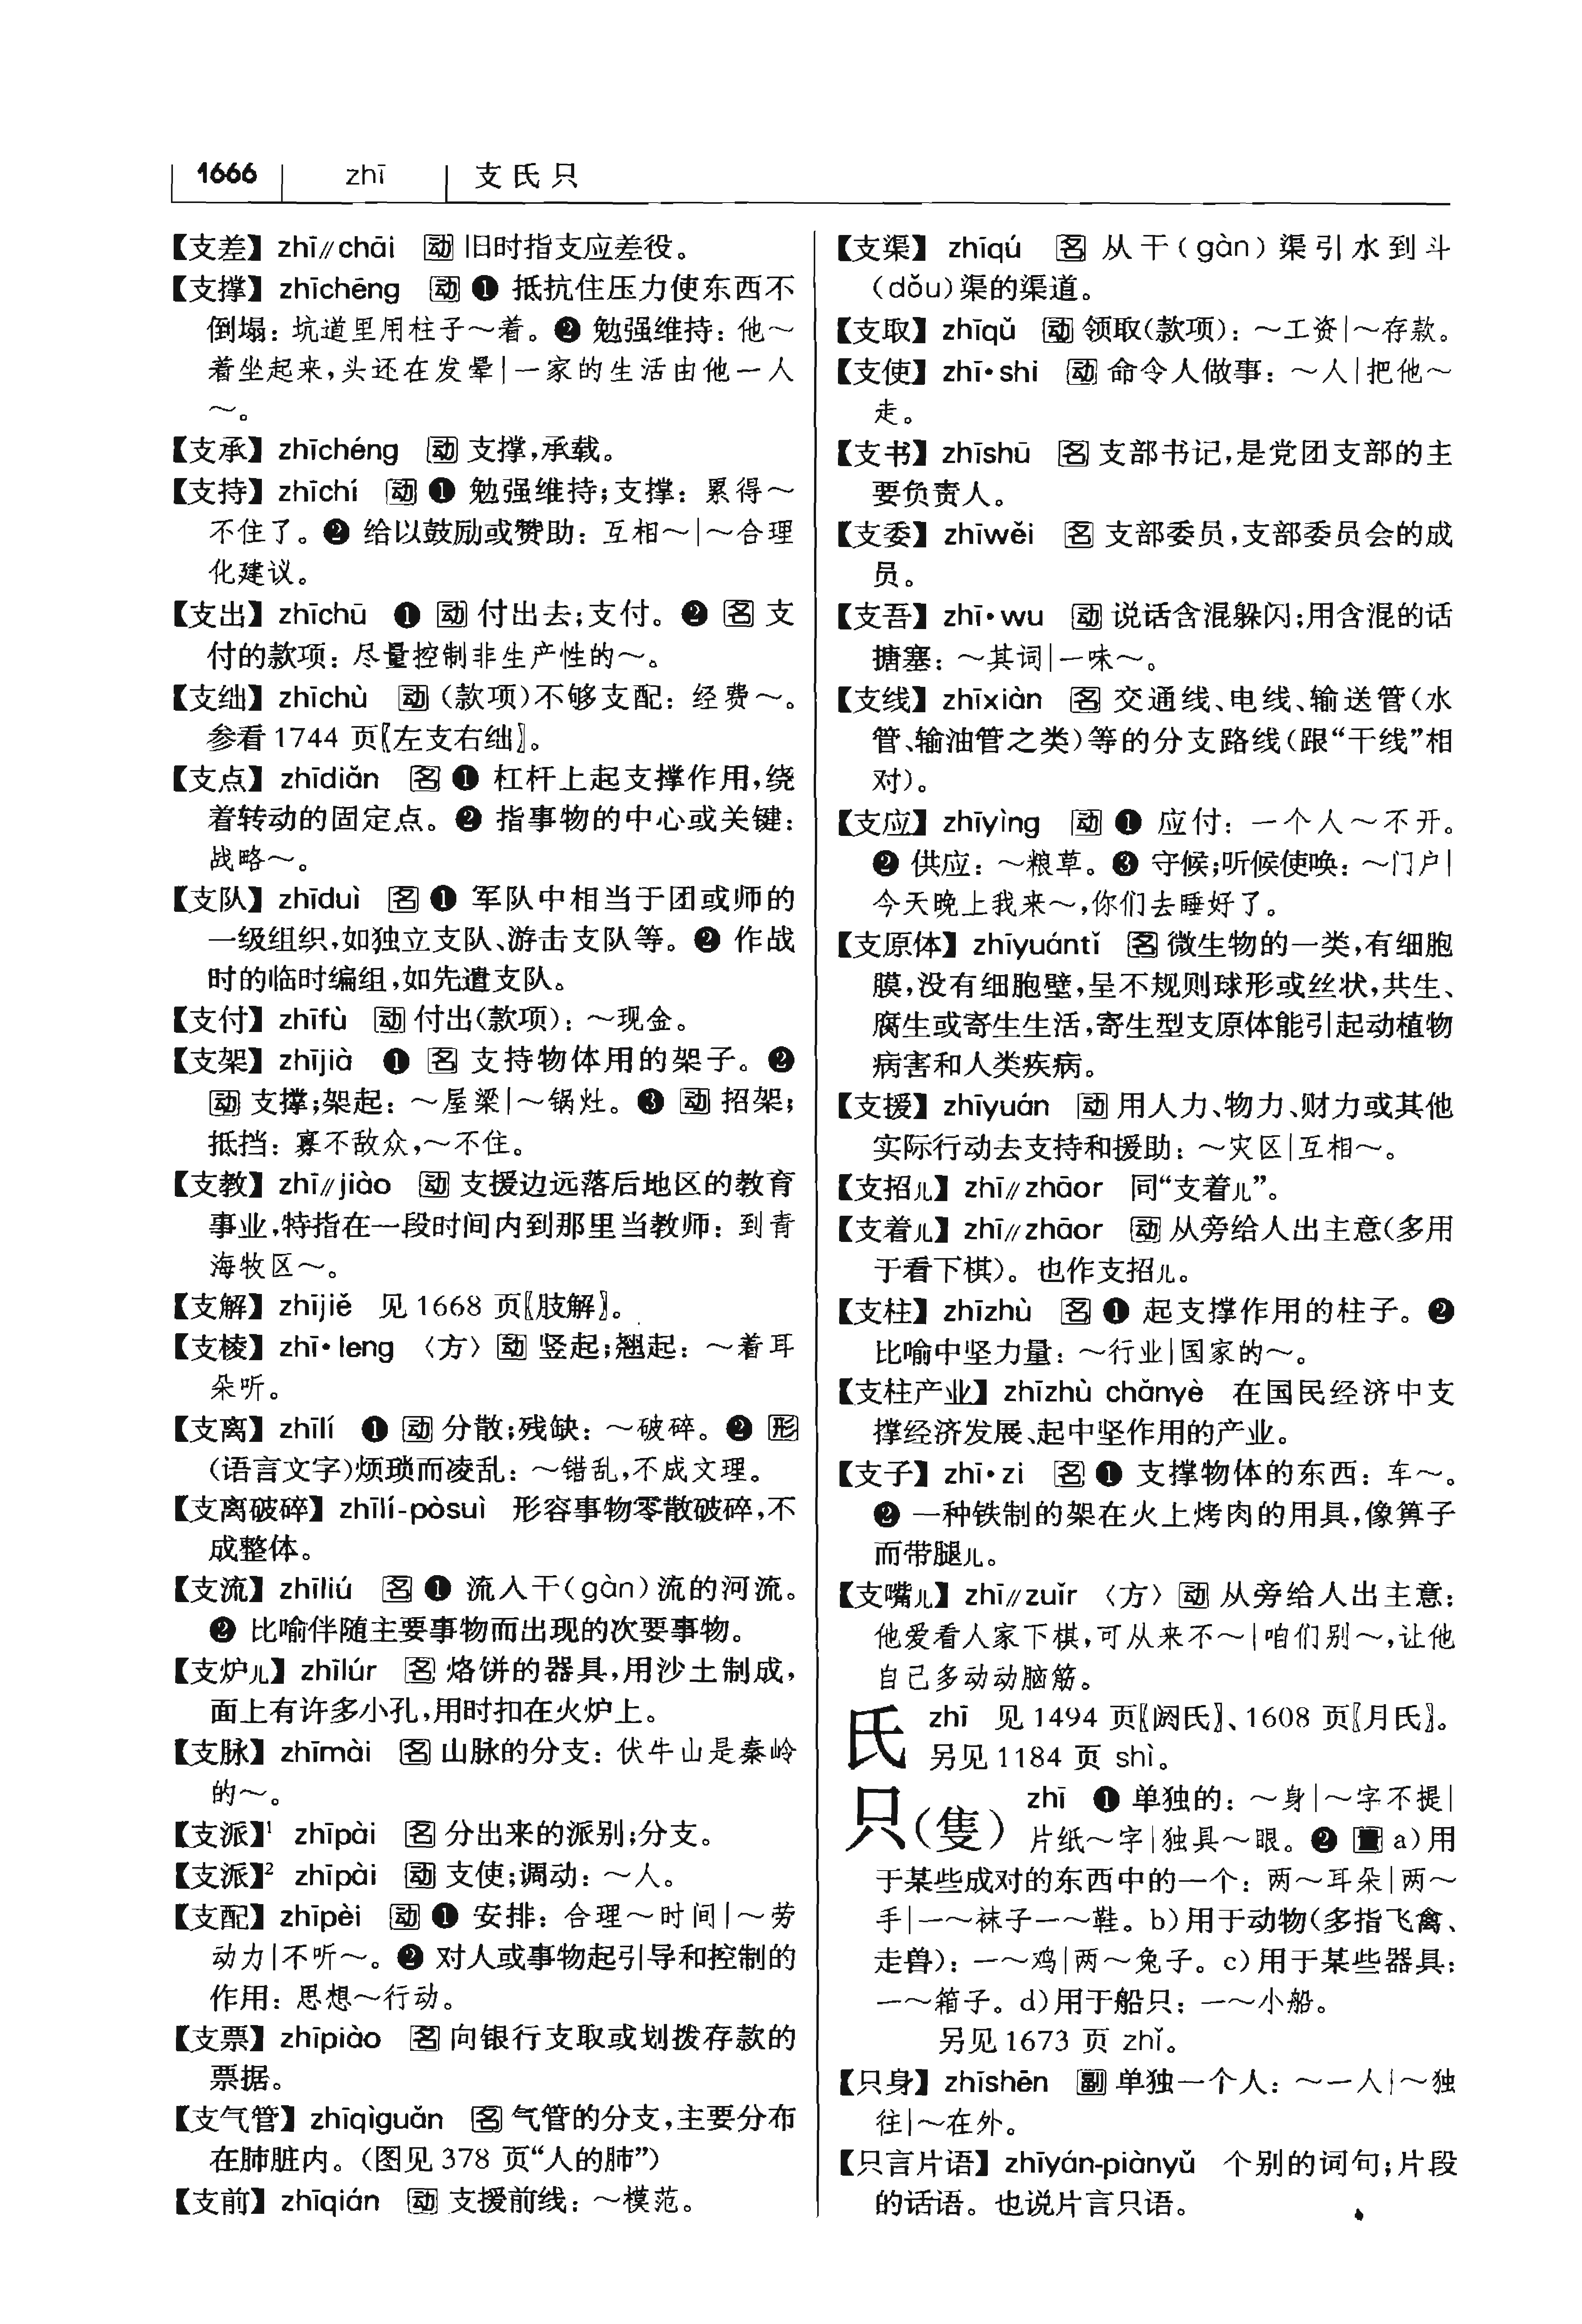 1666 zhī 支氏只
【支差】 zhī∥chāi 动 旧时指支应差役。
【支撑】 zhīchēng 动 ❶ 抵抗住压力使东西不
倒塌：坑道里用柱子～着。❷ 勉强维持：他～
着坐起来，头还在发晕|一家的生活由他一人
～。
【支承】 zhīchéng 动 支撑，承载。
【支持】 zhīchí 动 ❶ 勉强维持；支撑：累得～
不住了。❷ 给以鼓励或赞助：互相～|～合理
化建议。
【支出】 zhīchū ❶ 动 付出去；支付。❷ 名 支
付的款项：尽量控制非生产性的～。
【支绌】 zhīchù 动 （款项）不够支配：经费～。
参看1744 页〖左支右绌〗。
【支点】 zhīdiǎn 名 ❶ 杠杆上起支撑作用，绕
着转动的固定点。❷ 指事物的中心或关键：
战略～。
【支队】 zhīduì 名 ❶ 军队中相当于团或师的
一级组织，如独立支队、游击支队等。❷ 作战
时的临时编组，如先遣支队。
【支付】 zhīfù 动 付出（款项）：～现金。
【支架】 zhījià ❶ 名 支持物体用的架子。❷
动 支撑；架起：～屋梁|～锅灶。❸ 动 招架；
抵挡：寡不敌众，～不住。
【支教】 zhī∥jiào 动 支援边远落后地区的教育
事业，特指在一段时间内到那里当教师：到青
海牧区～。
【支解】 zhījiě 见1668 页〖肢解〗。
【支棱】 zhī•leng 〈方〉 动 竖起；翘起：～着耳
朵听。
【支离】 zhīlí ❶ 动 分散；残缺：～破碎。❷ 形
（语言文字）烦琐而凌乱：～错乱，不成文理。
【支离破碎】 zhīlí-pòsuì 形容事物零散破碎，不
成整体。
【支流】 zhīliú 名 ❶ 流入干（gàn）流的河流。
❷ 比喻伴随主要事物而出现的次要事物。
【支炉儿】 zhīlúr 名 烙饼的器具，用沙土制成，
面上有许多小孔，用时扣在火炉上。
【支脉】 zhīmài 名 山脉的分支：伏牛山是秦岭
的～。
【支派】¹ zhīpài 名 分出来的派别；分支。
【支派】² zhīpài 动 支使；调动：～人。
【支配】 zhīpèi 动 ❶ 安排：合理～时间|～劳
动力|不听～。❷ 对人或事物起引导和控制的
作用：思想～行动。
【支票】 zhīpiào 名 向银行支取或划拨存款的
票据。
【支气管】 zhīqìguǎn 名 气管的分支，主要分布
在肺脏内。（图见378 页“人的肺”）
【支前】 zhīqián 动 支援前线：～模范。
【支渠】 zhīqú 名 从干（gàn）渠引水到斗
（dǒu）渠的渠道。
【支取】 zhīqǔ 动 领取（款项）：～工资|～存款。
【支使】 zhī•shi 动 命令人做事：～人|把他～
走。
【支书】 zhīshū 名 支部书记，是党团支部的主
要负责人。
【支委】 zhīwěi 名 支部委员，支部委员会的成
员。
【支吾】 zhī•wu 动 说话含混躲闪；用含混的话
搪塞：～其词|一味～。
【支线】 zhīxiàn 名 交通线、电线、输送管（水
管、输油管之类）等的分支路线（跟“干线”相
对）。
【支应】 zhīyìng 动 ❶ 应付：一个人～不开。
❷ 供应：～粮草。❸ 守候；听候使唤：～门户|
今天晚上我来～，你们去睡好了。
【支原体】 zhīyuántǐ 名 微生物的一类，有细胞
膜，没有细胞壁，呈不规则球形或丝状，共生、
腐生或寄生生活，寄生型支原体能引起动植物
病害和人类疾病。
【支援】 zhīyuán 动 用人力、物力、财力或其他
实际行动去支持和援助：～灾区|互相～。
【支招儿】 zhī∥zhāor 同“支着儿”。
【支着儿】 zhī∥zhāor 动 从旁给人出主意（多用
于看下棋）。也作支招儿。
【支柱】 zhīzhù 名 ❶ 起支撑作用的柱子。❷
比喻中坚力量：～行业|国家的～。
【支柱产业】 zhīzhù chǎnyè 在国民经济中支
撑经济发展、起中坚作用的产业。
【支子】 zhī•zi 名 ❶ 支撑物体的东西：车～。
❷ 一种铁制的架在火上烤肉的用具，像箅子
而带腿儿。
【支嘴儿】 zhī∥zuǐr 〈方〉 动 从旁给人出主意：
他爱看人家下棋，可从来不～|咱们别～，让他
自己多动动脑筋。
氏 zhī 见1494 页〖阏氏〗、1608 页〖月氏〗。
另见1184 页 shì。
只（隻） zhī ❶ 单独的：～身|～字不提|
片纸～字|独具～眼。❷ 量 a）用
于某些成对的东西中的一个：两～耳朵|两～
手|一～袜子一～鞋。b）用于动物（多指飞禽、
走兽）：一～鸡|两～兔子。c）用于某些器具：
一～箱子。d）用于船只：一～小船。
另见1673 页 zhǐ。
【只身】 zhīshēn 副 单独一个人：～一人|～独
往|～在外。
【只言片语】 zhīyán-piànyǔ 个别的词句；片段
的话语。也说片言只语。